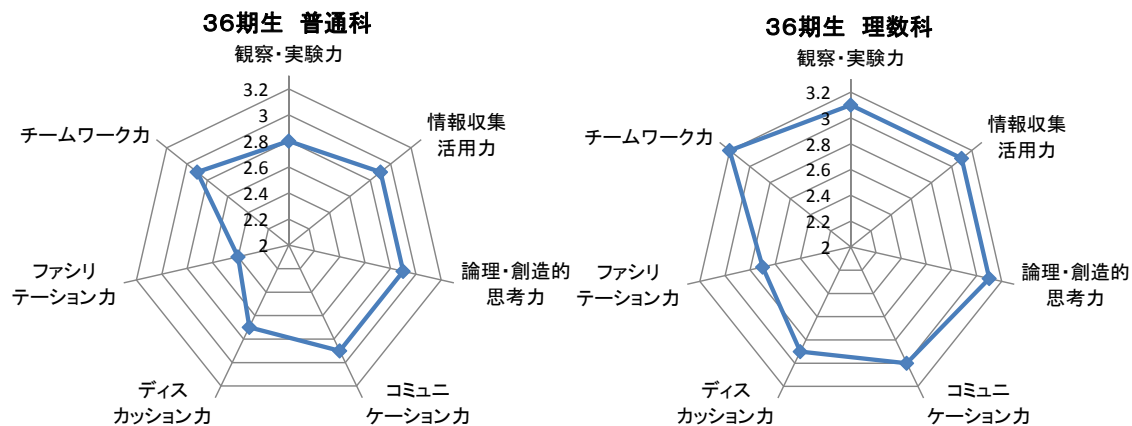 36期生 普通科
観察・実験力
3.2
3
2.8
2.6
2.4
2.2
2
情報収集
活用力
論理・創造的
思考力
コミュニ
ケーション力
ディス
カッション力
ファシリ
テーション力
チームワーク力
36期生 理数科
観察・実験力
3.2
3
2.8
2.6
2.4
2.2
2
情報収集
活用力
論理・創造的
思考力
コミュニ
ケーション力
ディス
カッション力
ファシリ
テーション力
チームワーク力